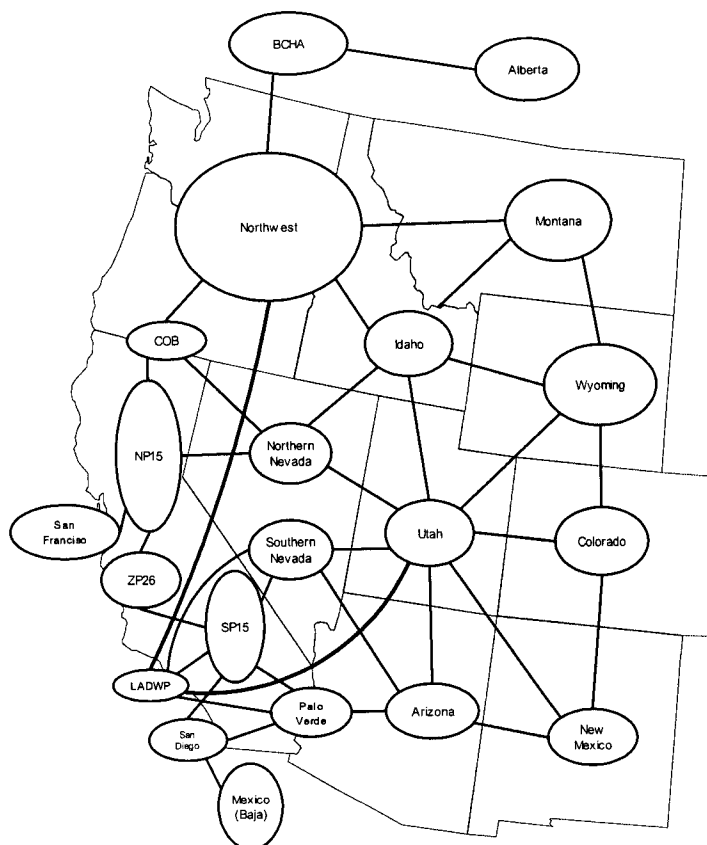 BCHA
Alberta
Northwest
Montana
COB
Idaho
Wyoming
NP15
Northern
Nevada
San
Franciso
Southern
Nevada
Utah
Colorado
ZP26
SP15
LADWP
Palo
Verde
Arizona
New
Mexico
San
Diego
Mexico
(Baja)